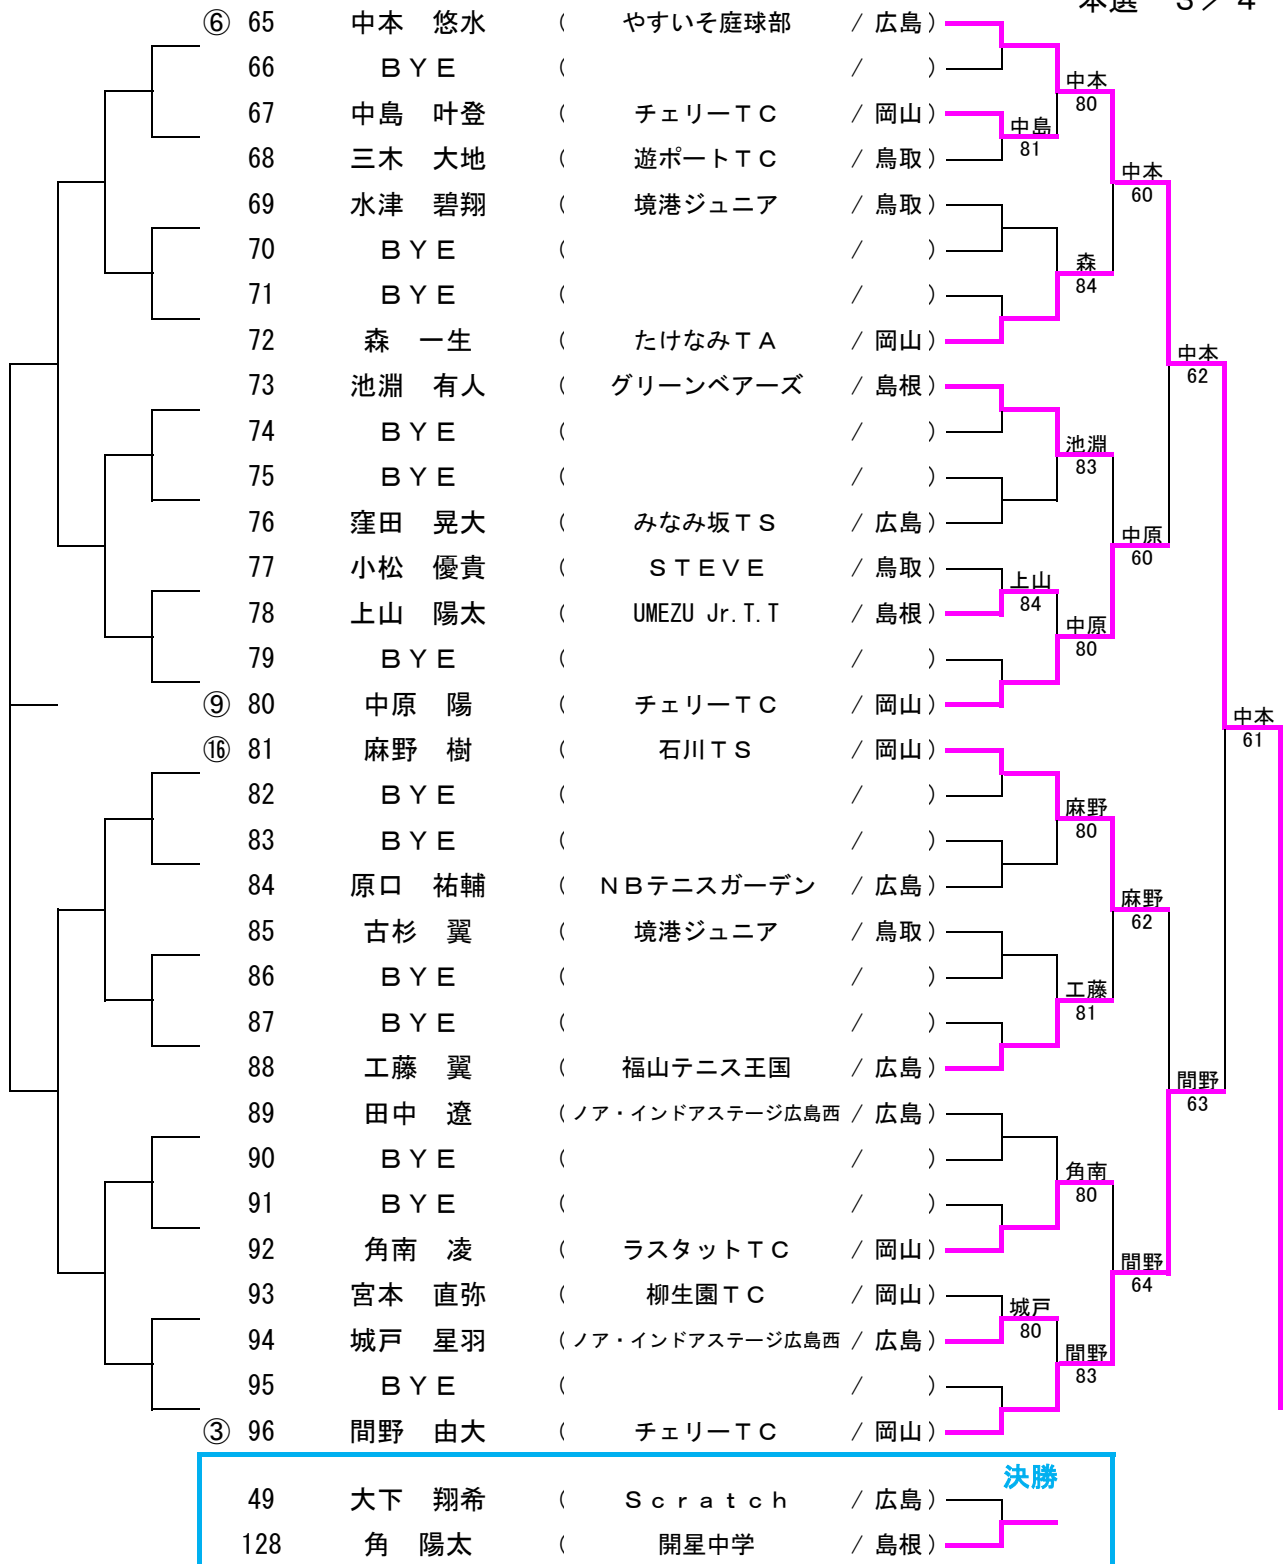 本選 3/4
⑥ 65 中本 悠水 ( やすいそ庭球部 / 広島 )
66 BYE ( / )
中本
80
67 中島 叶登 ( チェリーTC / 岡山 )
中島
81
68 三木 大地 ( 遊ポートTC / 鳥取 )
中本
60
69 水津 碧翔 ( 境港ジュニア / 鳥取 )
70 BYE ( / )
森
84
71 BYE ( / )
72 森 一生 ( たけなみTA / 岡山 )
中本
62
73 池淵 有人 ( グリーンベアーズ / 島根 )
74 BYE ( / )
池淵
83
75 BYE ( / )
76 窪田 晃大 ( みなみ坂TS / 広島 )
中原
60
77 小松 優貴 ( STEVE / 鳥取 )
上山
84
78 上山 陽太 ( UMEZU Jr.T.T / 島根 )
中原
80
79 BYE ( / )
⑨ 80 中原 陽 ( チェリーTC / 岡山 )
中本
61
⑯ 81 麻野 樹 ( 石川TS / 岡山 )
82 BYE ( / )
麻野
80
83 BYE ( / )
84 原口 祐輔 ( NBテニスガーデン / 広島 )
麻野
62
85 古杉 翼 ( 境港ジュニア / 鳥取 )
86 BYE ( / )
工藤
81
87 BYE ( / )
88 工藤 翼 ( 福山テニス王国 / 広島 )
間野
63
89 田中 遼 ( ノア・インドアステージ広島西 / 広島 )
90 BYE ( / )
角南
80
91 BYE ( / )
92 角南 凌 ( ラスタットTC / 岡山 )
間野
64
93 宮本 直弥 ( 柳生園TC / 岡山 )
城戸
80
94 城戸 星羽 ( ノア・インドアステージ広島西 / 広島 )
間野
83
95 BYE ( / )
③ 96 間野 由大 ( チェリーTC / 岡山 )
決勝
49 大下 翔希 ( Scratch / 広島 )
128 角 陽太 ( 開星中学 / 島根 )